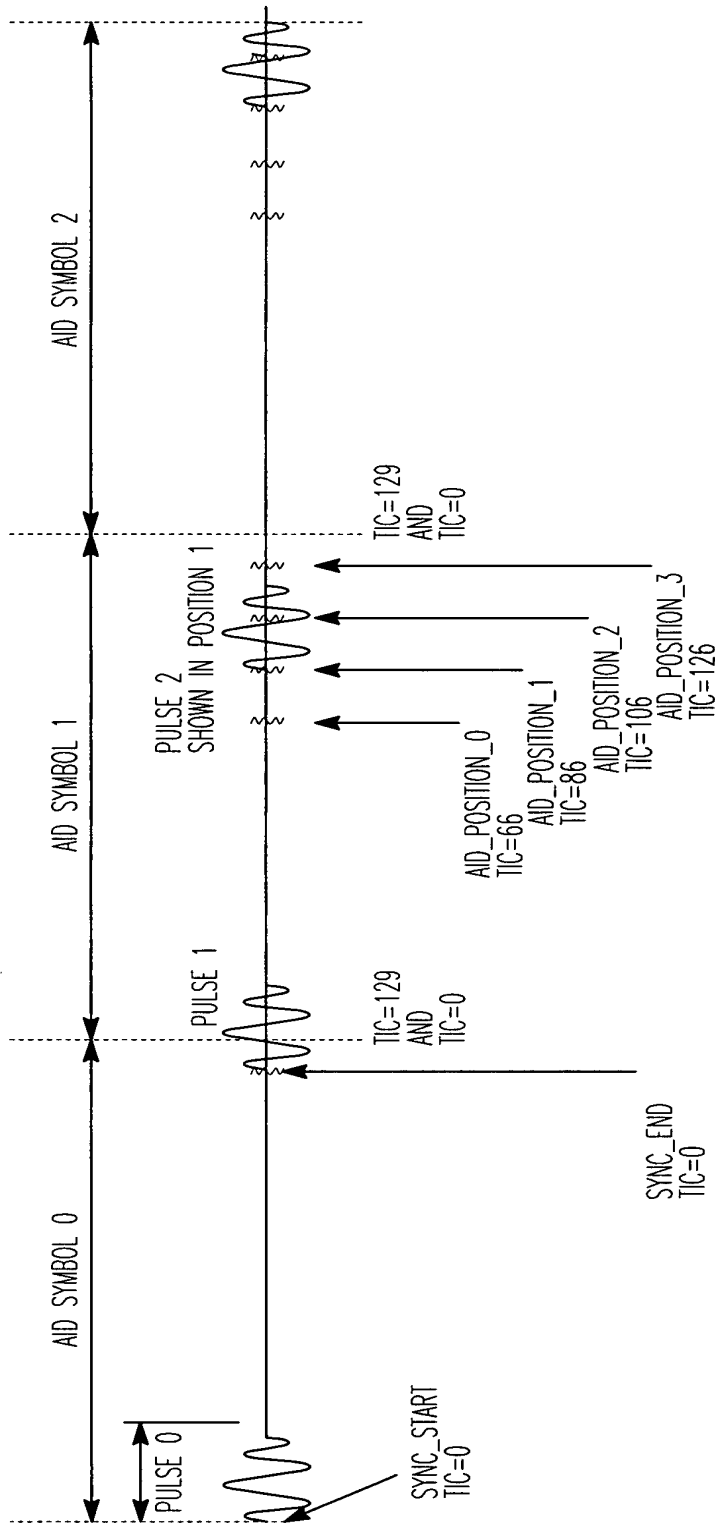 AID SYMBOL 0
AID SYMBOL 1
AID SYMBOL 2
PULSE 0
PULSE 1
PULSE 2
SHOWN IN POSITION 1
SYNC_START
TIC=0
SYNC_END
TIC=0
TIC=129
AND
TIC=0
AID_POSITION_0
TIC=66
AID_POSITION_1
TIC=86
AID_POSITION_2
TIC=106
AID_POSITION_3
TIC=126
TIC=129
AND
TIC=0